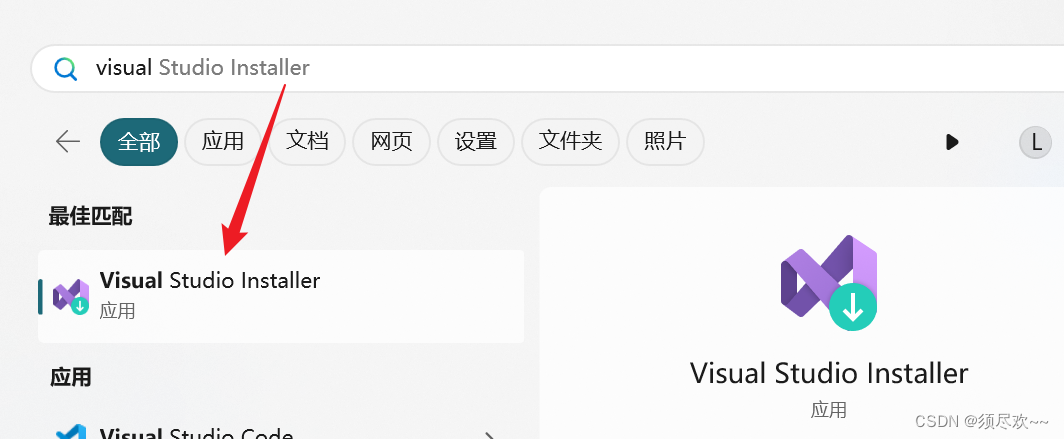 visual Studio Installer
全部 应用 文档 网页 设置 文件夹 照片 L
最佳匹配
Visual Studio Installer
应用
应用
Visual Studio Code
Visual Studio Installer
应用
CSDN @须尽欢~~